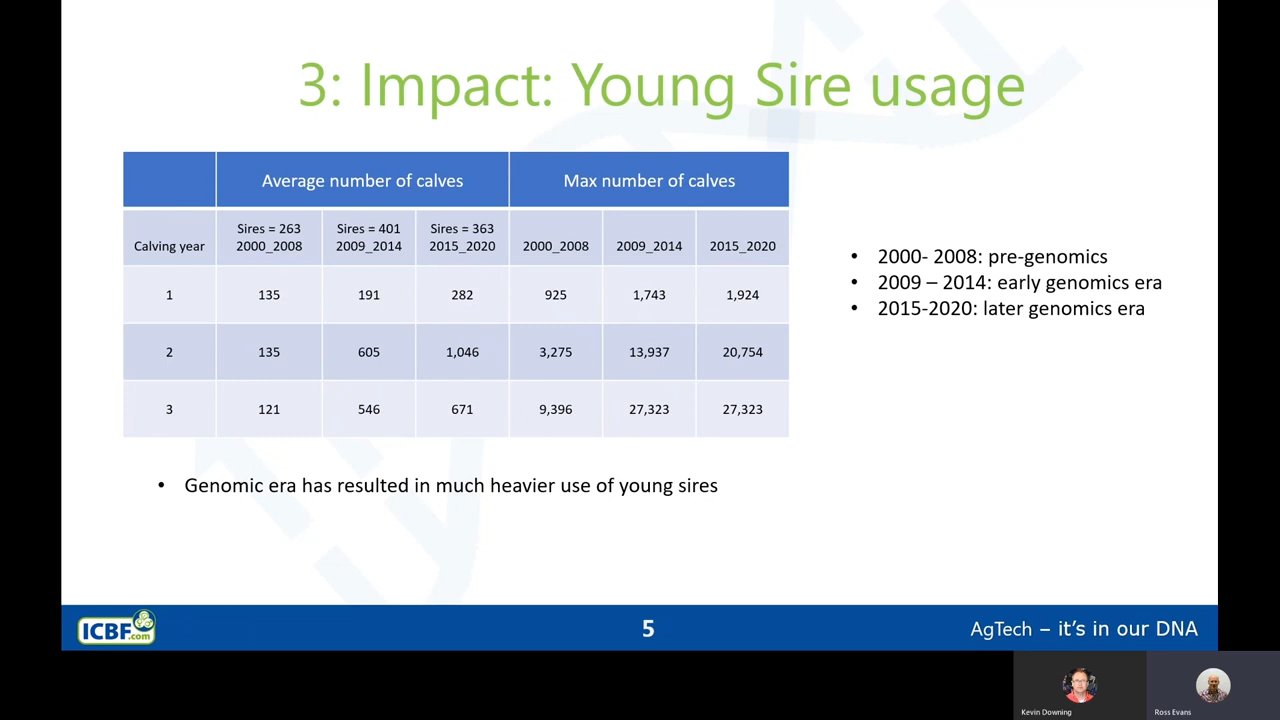 3: Impact: Young Sire usage
Average number of calves
Max number of calves
Calving year
Sires = 263
2000_2008
Sires = 401
2009_2014
Sires = 363
2015_2020
2000_2008
2009_2014
2015_2020
1 135 191 282 925 1,743 1,924
2 135 605 1,046 3,275 13,937 20,754
3 121 546 671 9,396 27,323 27,323
• 2000- 2008: pre-genomics
• 2009 – 2014: early genomics era
• 2015-2020: later genomics era
• Genomic era has resulted in much heavier use of young sires
ICBF.com
5
AgTech – it's in our DNA
Kevin Downing
Ross Evans